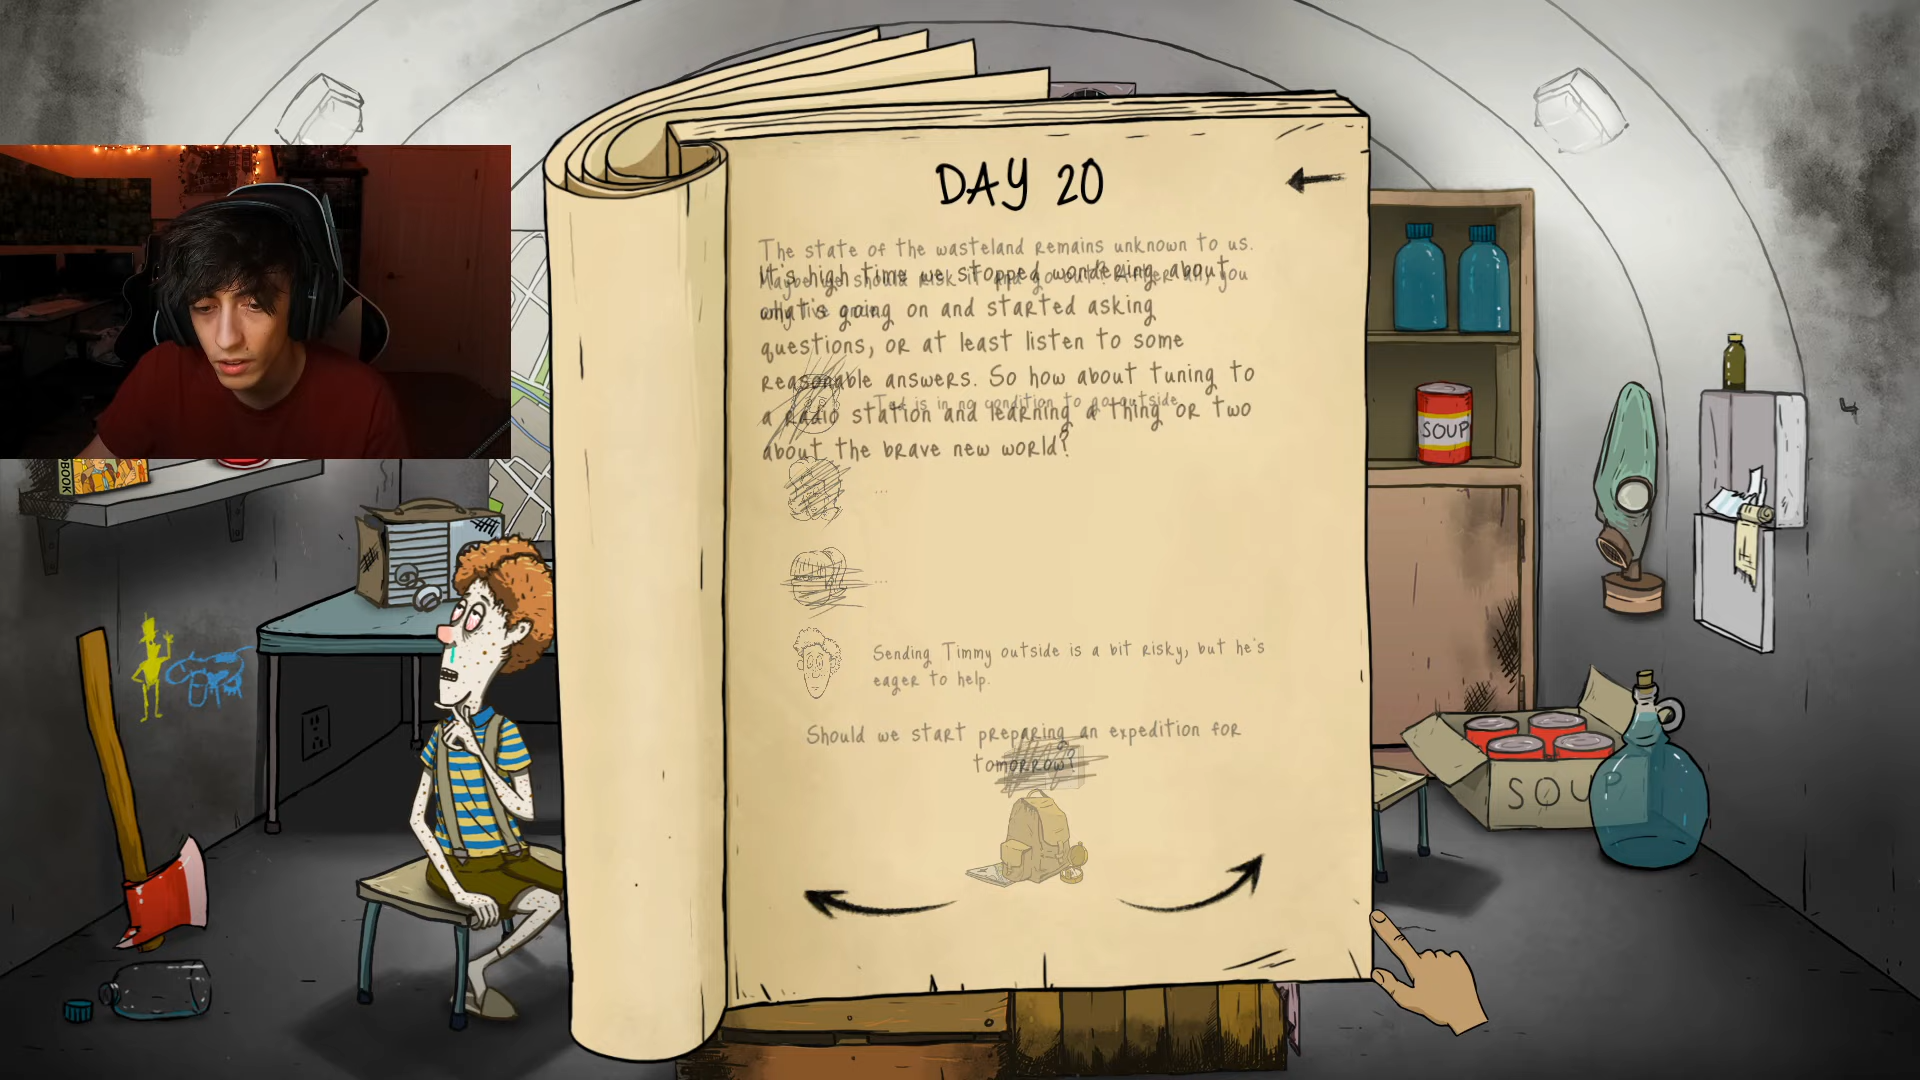 DAY 20
The state of the wasteland remains unknown to us.
It's high time we stopped wondering about
what's going on and started asking
questions, or at least listen to some
reasonable answers. So how about tuning to
Ted is in no condition to go outside
a radio station and learning a thing or two
about the brave new world?
...
...
Sending Timmy outside is a bit risky, but he's
eager to help.
Should we start preparing an expedition for
tomorrow?
SOUP
SOUP